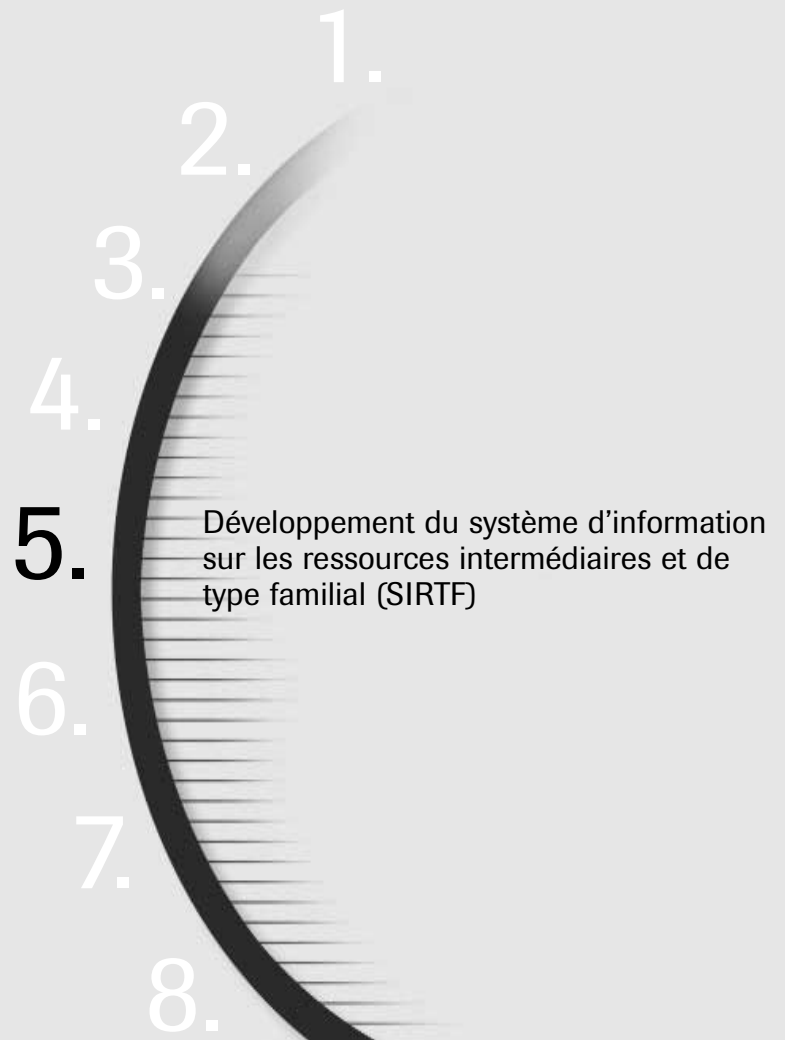 1.
2.
3.
4.
5.
Développement du système d’information
sur les ressources intermédiaires et de
type familial (SIRTF)
6.
7.
8.